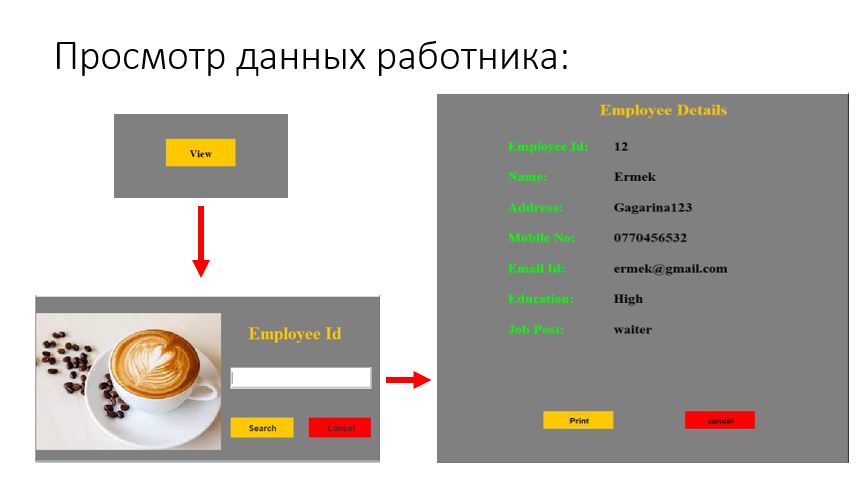 Просмотр данных работника:
View
Employee Id
Search Cancel
Employee Details
Employee Id: 12
Name: Ermek
Address: Gagarina123
Mobile No: 0770456532
Email Id: ermek@gmail.com
Education: High
Job Post: waiter
Print cancel